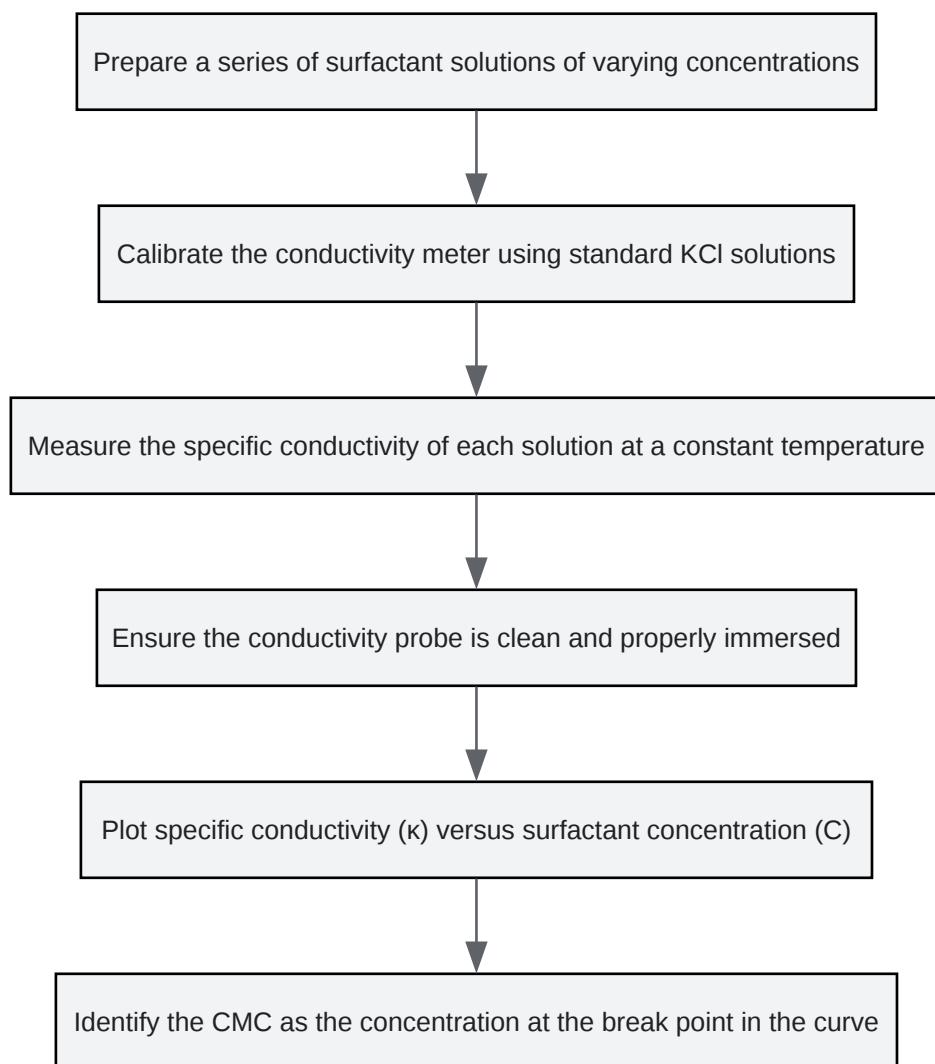 Prepare a series of surfactant solutions of varying concentrations
Calibrate the conductivity meter using standard KCl solutions
Measure the specific conductivity of each solution at a constant temperature
Ensure the conductivity probe is clean and properly immersed
Plot specific conductivity (κ) versus surfactant concentration (C)
Identify the CMC as the concentration at the break point in the curve